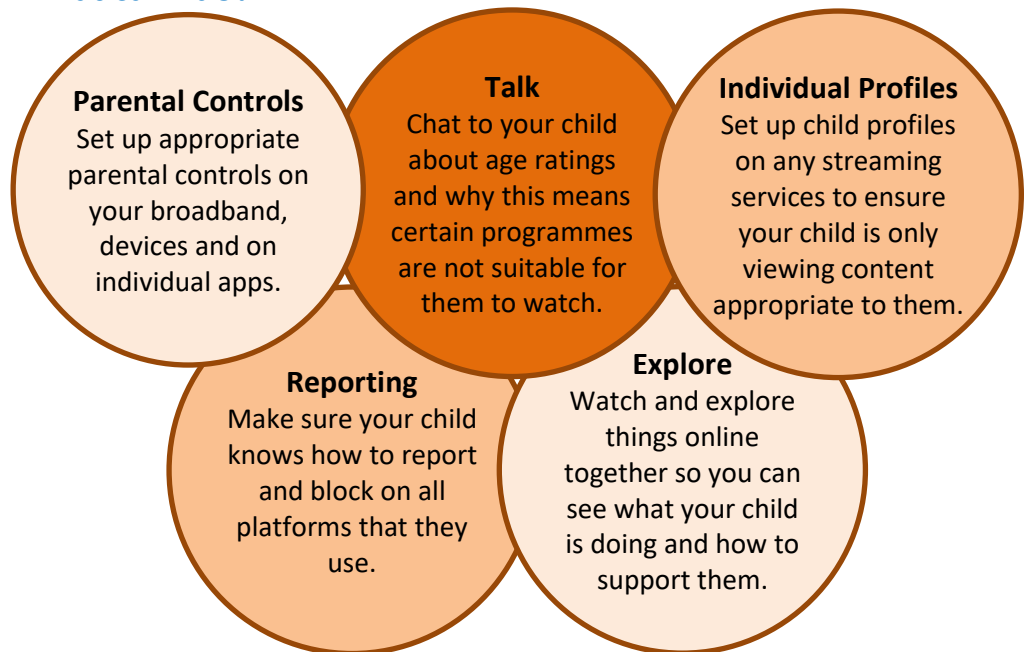 Parental Controls
Set up appropriate
parental controls on
your broadband,
devices and on
individual apps.
Talk
Chat to your child
about age ratings
and why this means
certain programmes
are not suitable for
them to watch.
Individual Profiles
Set up child profiles
on any streaming
services to ensure
your child is only
viewing content
appropriate to them.
Reporting
Make sure your child
knows how to report
and block on all
platforms that they
use.
Explore
Watch and explore
things online
together so you can
see what your child
is doing and how to
support them.